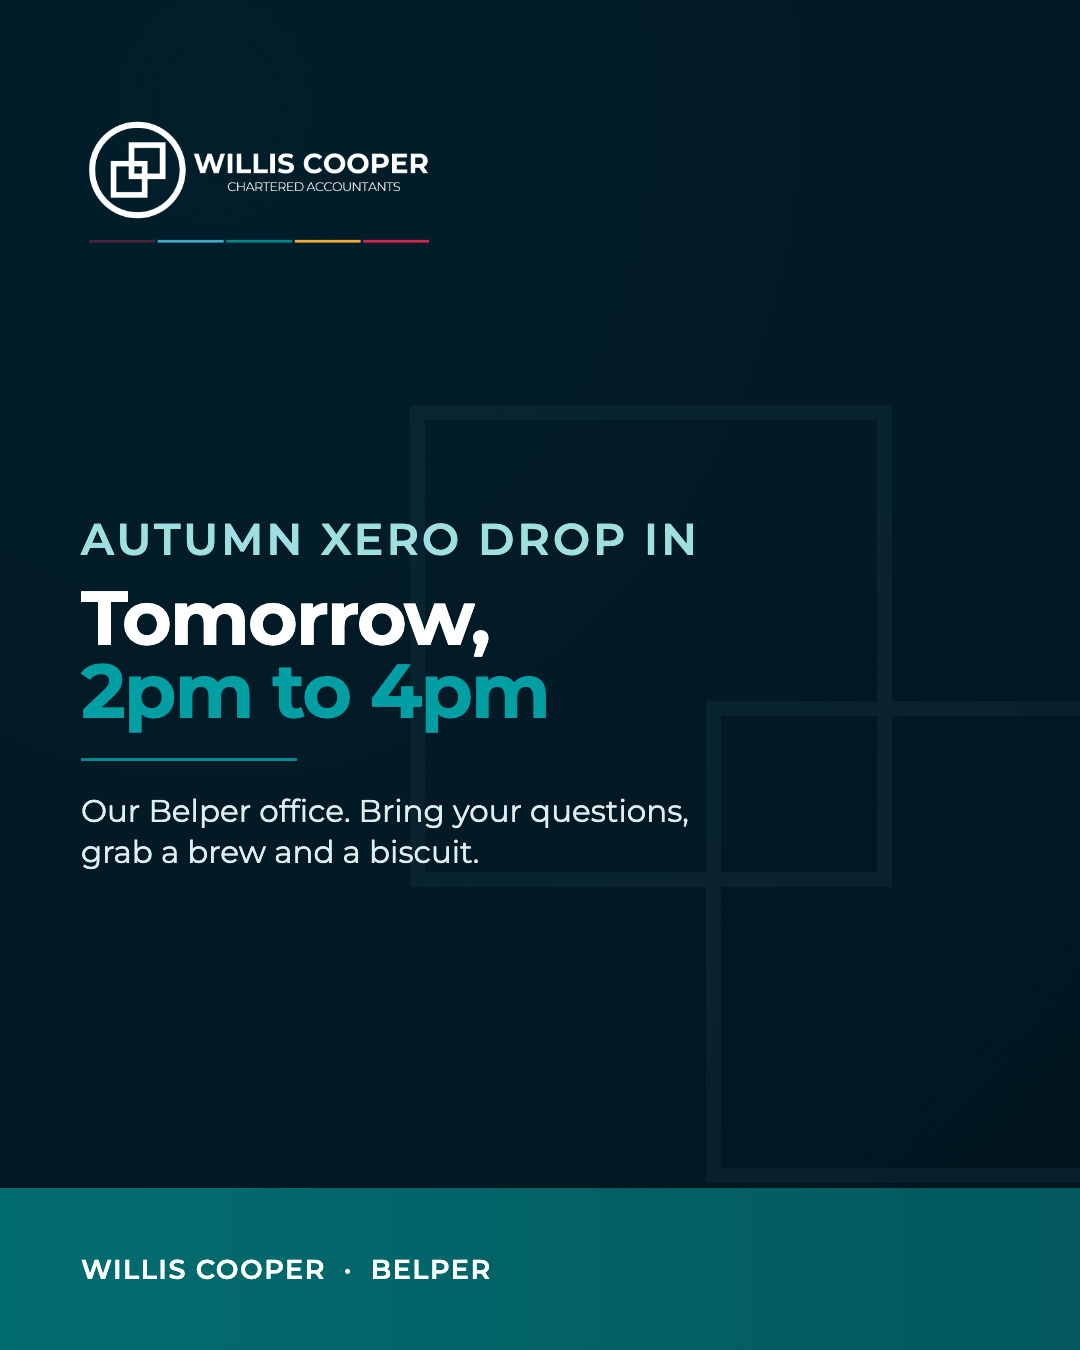 WILLIS COOPER
CHARTERED ACCOUNTANTS
AUTUMN XERO DROP IN
Tomorrow,
2pm to 4pm
Our Belper office. Bring your questions,
grab a brew and a biscuit.
WILLIS COOPER · BELPER